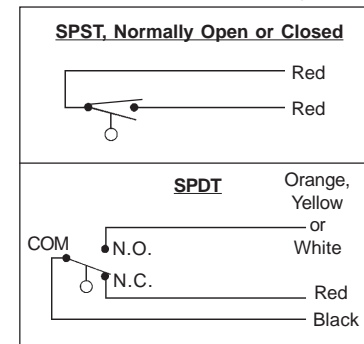 SPST, Normally Open or Closed
Red
Red
SPDT
Orange,
Yellow
or
White
COM
N.O.
N.C.
Red
Black